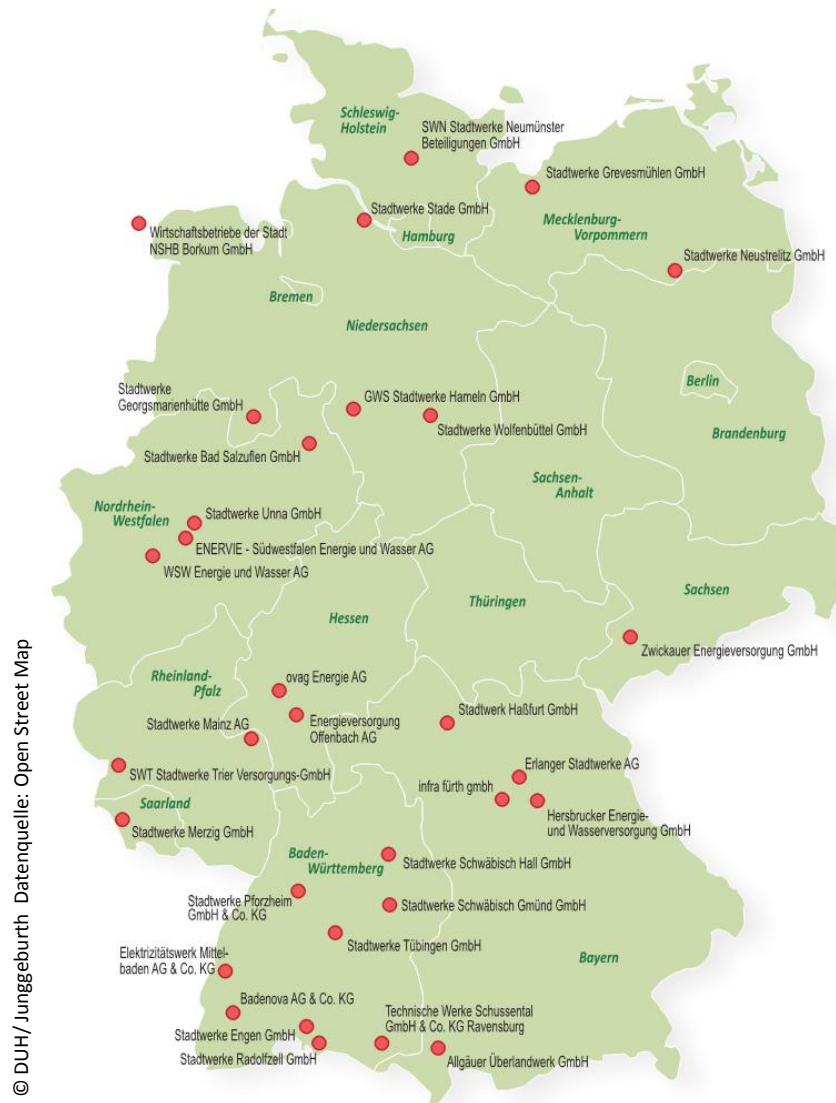 Schleswig-
Holstein
SWN Stadtwerke Neumünster
Beteiligungen GmbH
Stadtwerke Grevesmühlen GmbH
Stadtwerke Stade GmbH
Mecklenburg-
Vorpommern
Wirtschaftsbetriebe der Stadt
NSHB Borkum GmbH
Hamburg
Stadtwerke Neustrelitz GmbH
Bremen
Niedersachsen
Berlin
Stadtwerke
Georgsmarienhütte GmbH
GWS Stadtwerke Hameln GmbH
Stadtwerke Wolfenbüttel GmbH
Brandenburg
Stadtwerke Bad Salzuflen GmbH
Sachsen-
Anhalt
Nordrhein-
Westfalen
Stadtwerke Unna GmbH
ENERVIE - Südwestfalen Energie und Wasser AG
WSW Energie und Wasser AG
Sachsen
Thüringen
Hessen
Zwickauer Energieversorgung GmbH
Rheinland-
Pfalz
ovag Energie AG
Stadtwerke Mainz AG
Energieversorgung
Offenbach AG
Stadtwerk Haßfurt GmbH
SWT Stadtwerke Trier Versorgungs-GmbH
Erlanger Stadtwerke AG
infra fürth gmbh
Saarland
Stadtwerke Merzig GmbH
Hersbrucker Energie-
und Wasserversorgung GmbH
Baden-
Württemberg
Stadtwerke Schwäbisch Hall GmbH
Stadtwerke Pforzheim
GmbH & Co. KG
Stadtwerke Schwäbisch Gmünd GmbH
Stadtwerke Tübingen GmbH
Elektrizitätswerk Mittel-
baden AG & Co. KG
Bayern
Badenova AG & Co. KG
Technische Werke Schussental
GmbH & Co. KG Ravensburg
Stadtwerke Engen GmbH
Stadtwerke Radolfzell GmbH
Allgäuer Überlandwerk GmbH
© DUH/ Junggeburth Datenquelle: Open Street Map